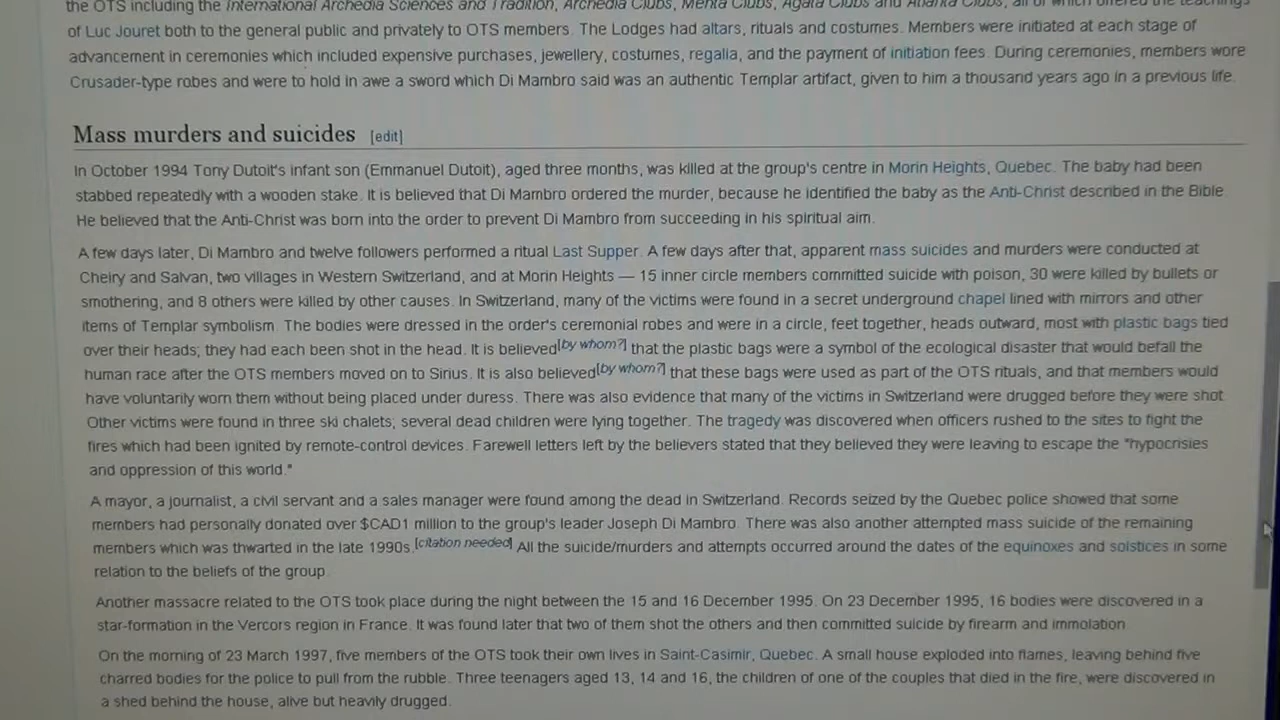 the OTS including the International Archedia Sciences and Tradition, Archedia Clubs, Menta Clubs, Agata Clubs and Atlanta Clubs, all of which offered the teachings
of Luc Jouret both to the general public and privately to OTS members. The Lodges had altars, rituals and costumes. Members were initiated at each stage of
advancement in ceremonies which included expensive purchases, jewellery, costumes, regalia, and the payment of initiation fees. During ceremonies, members wore
Crusader-type robes and were to hold in awe a sword which Di Mambro said was an authentic Templar artifact, given to him a thousand years ago in a previous life.
Mass murders and suicides [edit]
In October 1994 Tony Dutoit's infant son (Emmanuel Dutoit), aged three months, was killed at the group's centre in Morin Heights, Quebec. The baby had been
stabbed repeatedly with a wooden stake. It is believed that Di Mambro ordered the murder, because he identified the baby as the Anti-Christ described in the Bible.
He believed that the Anti-Christ was born into the order to prevent Di Mambro from succeeding in his spiritual aim.
A few days later, Di Mambro and twelve followers performed a ritual Last Supper. A few days after that, apparent mass suicides and murders were conducted at
Cheiry and Salvan, two villages in Western Switzerland, and at Morin Heights — 15 inner circle members committed suicide with poison, 30 were killed by bullets or
smothering, and 8 others were killed by other causes. In Switzerland, many of the victims were found in a secret underground chapel lined with mirrors and other
items of Templar symbolism. The bodies were dressed in the order's ceremonial robes and were in a circle, feet together, heads outward, most with plastic bags tied
over their heads; they had each been shot in the head. It is believed[by whom?] that the plastic bags were a symbol of the ecological disaster that would befall the
human race after the OTS members moved on to Sirius. It is also believed[by whom?] that these bags were used as part of the OTS rituals, and that members would
have voluntarily worn them without being placed under duress. There was also evidence that many of the victims in Switzerland were drugged before they were shot.
Other victims were found in three ski chalets; several dead children were lying together. The tragedy was discovered when officers rushed to the sites to fight the
fires which had been ignited by remote-control devices. Farewell letters left by the believers stated that they believed they were leaving to escape the "hypocrisies
and oppression of this world."
A mayor, a journalist, a civil servant and a sales manager were found among the dead in Switzerland. Records seized by the Quebec police showed that some
members had personally donated over $CAD1 million to the group's leader Joseph Di Mambro. There was also another attempted mass suicide of the remaining
members which was thwarted in the late 1990s.[citation needed] All the suicide/murders and attempts occurred around the dates of the equinoxes and solstices in some
relation to the beliefs of the group.
Another massacre related to the OTS took place during the night between the 15 and 16 December 1995. On 23 December 1995, 16 bodies were discovered in a
star-formation in the Vercors region in France. It was found later that two of them shot the others and then committed suicide by firearm and immolation.
On the morning of 23 March 1997, five members of the OTS took their own lives in Saint-Casimir, Quebec. A small house exploded into flames, leaving behind five
charred bodies for the police to pull from the rubble. Three teenagers aged 13, 14 and 16, the children of one of the couples that died in the fire, were discovered in
a shed behind the house, alive but heavily drugged.